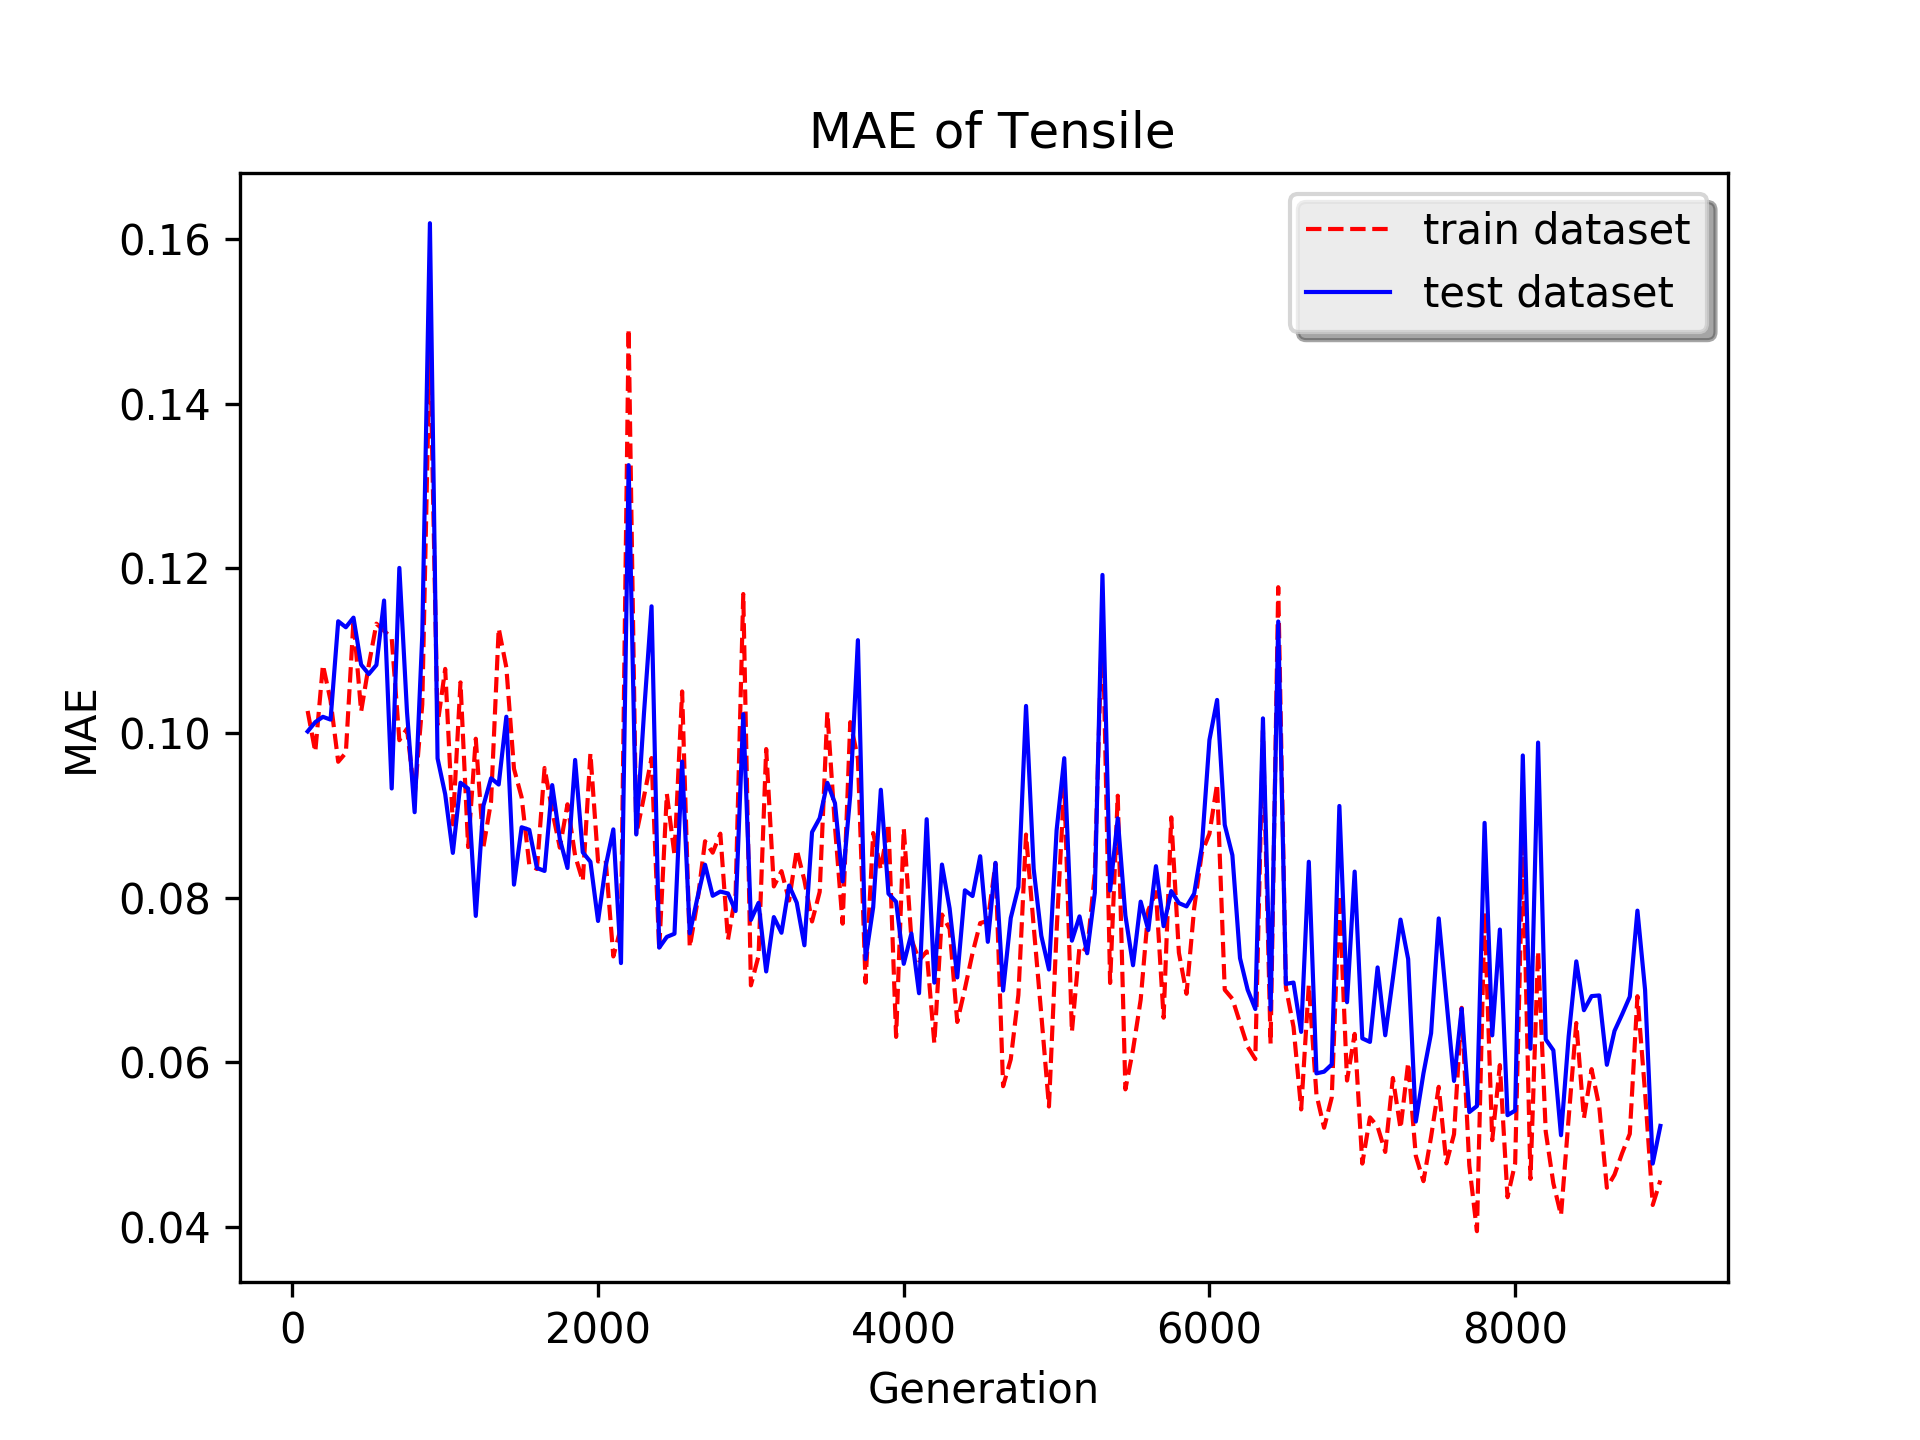 MAE of Tensile
train dataset
test dataset
0.16
0.14
0.12
0.10
0.08
0.06
0.04
MAE
0 2000 4000 6000 8000
Generation